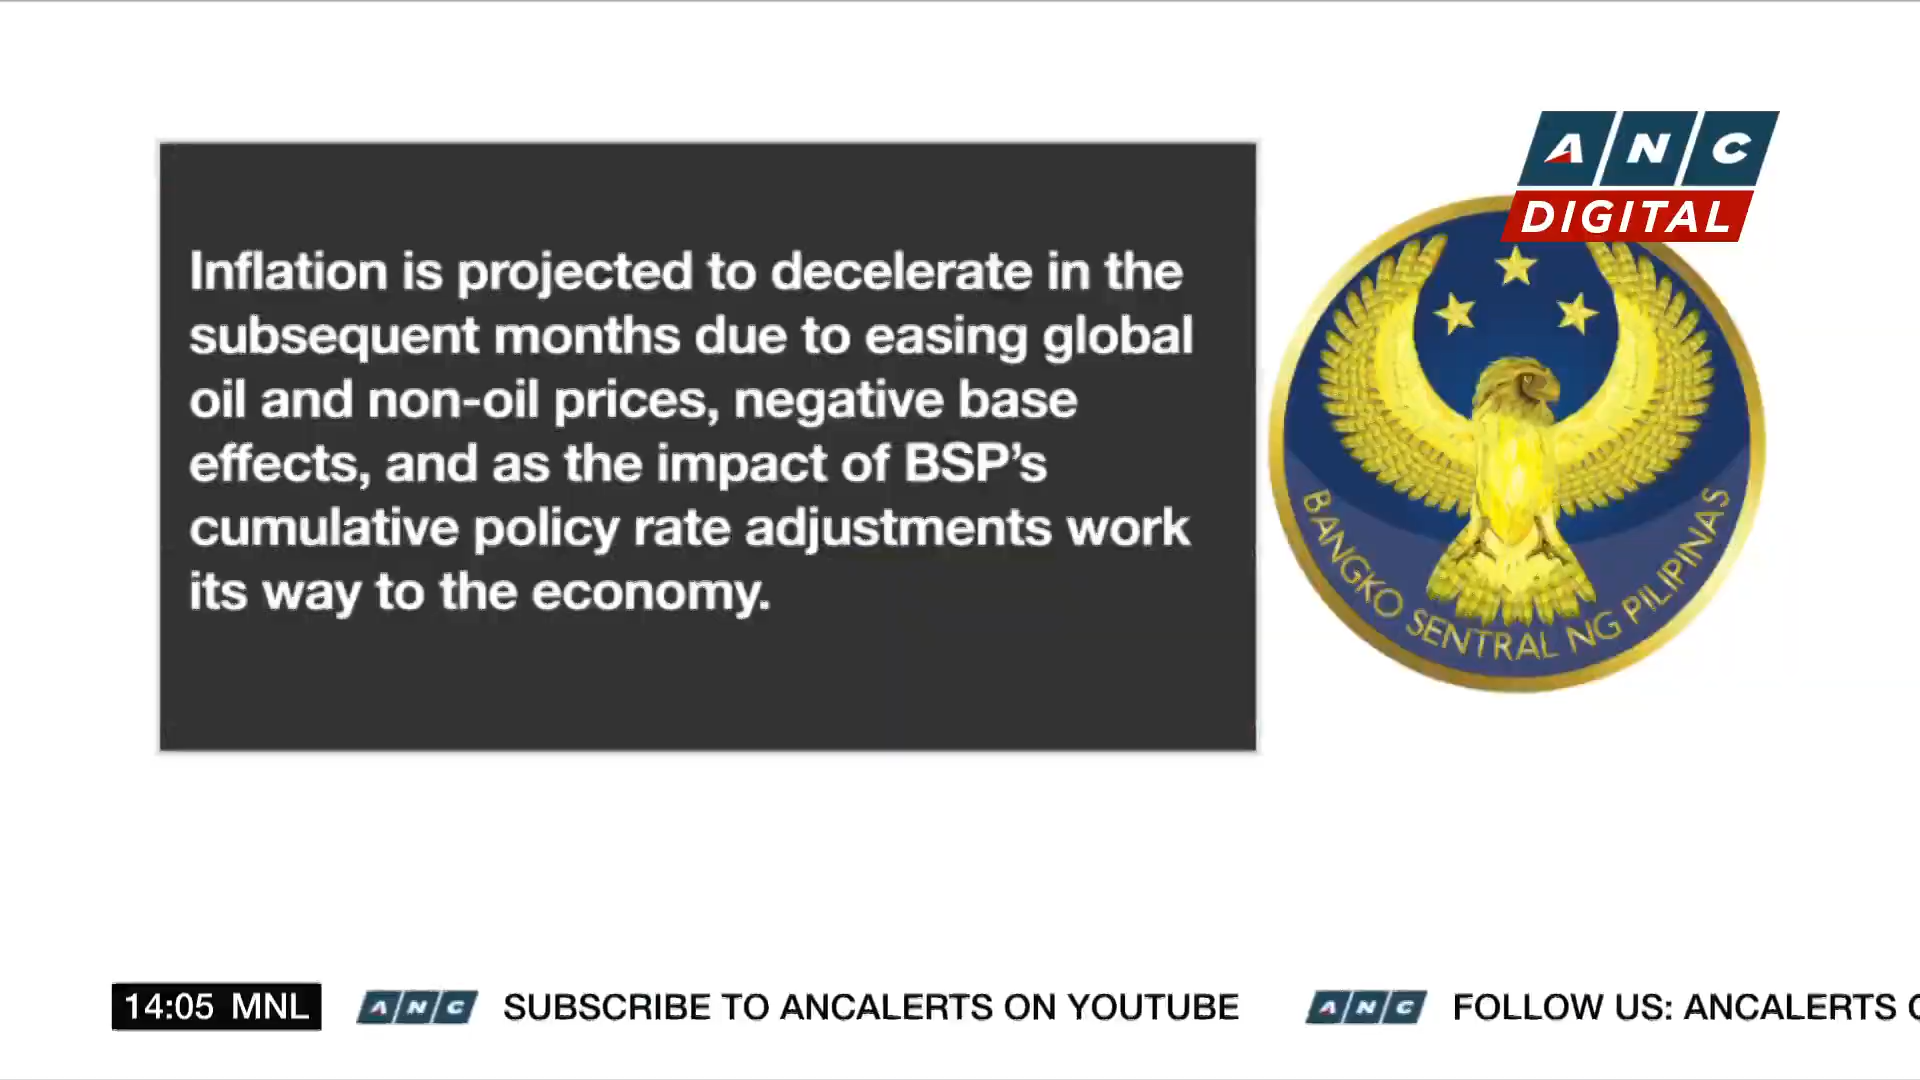 ANC
DIGITAL
Inflation is projected to decelerate in the
subsequent months due to easing global
oil and non-oil prices, negative base
effects, and as the impact of BSP’s
cumulative policy rate adjustments work
its way to the economy.
BANGKO SENTRAL NG PILIPINAS
14:05 MNL ANC SUBSCRIBE TO ANCALERTS ON YOUTUBE ANC FOLLOW US: ANCALERTS